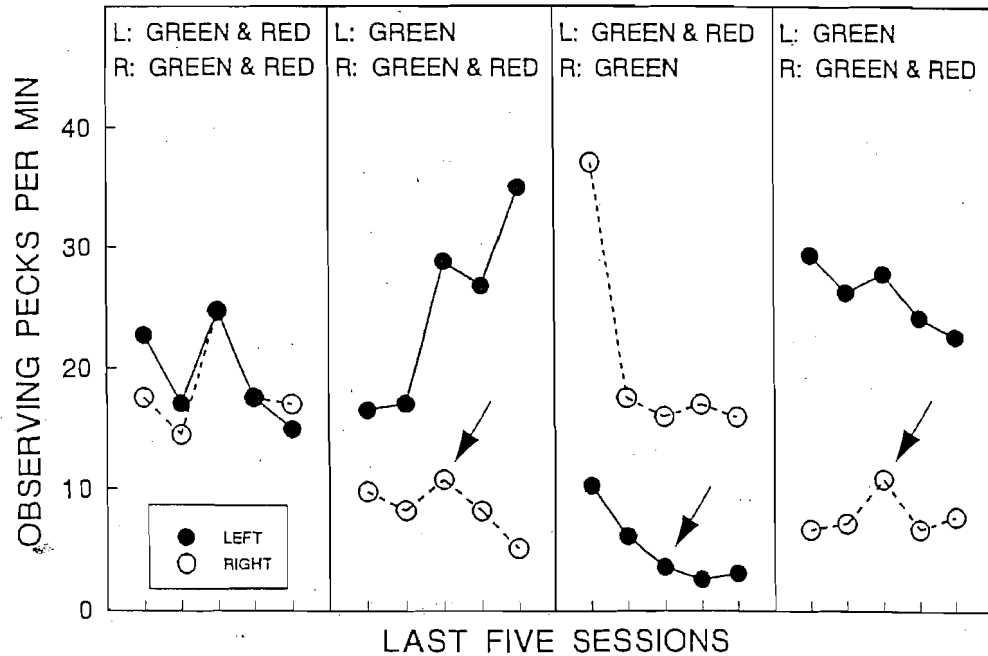 L: GREEN & RED
R: GREEN & RED
L: GREEN
R: GREEN & RED
L: GREEN & RED
R: GREEN
L: GREEN
R: GREEN & RED
OBSERVING PECKS PER MIN
40
30
20
10
0
LEFT
RIGHT
LAST FIVE SESSIONS